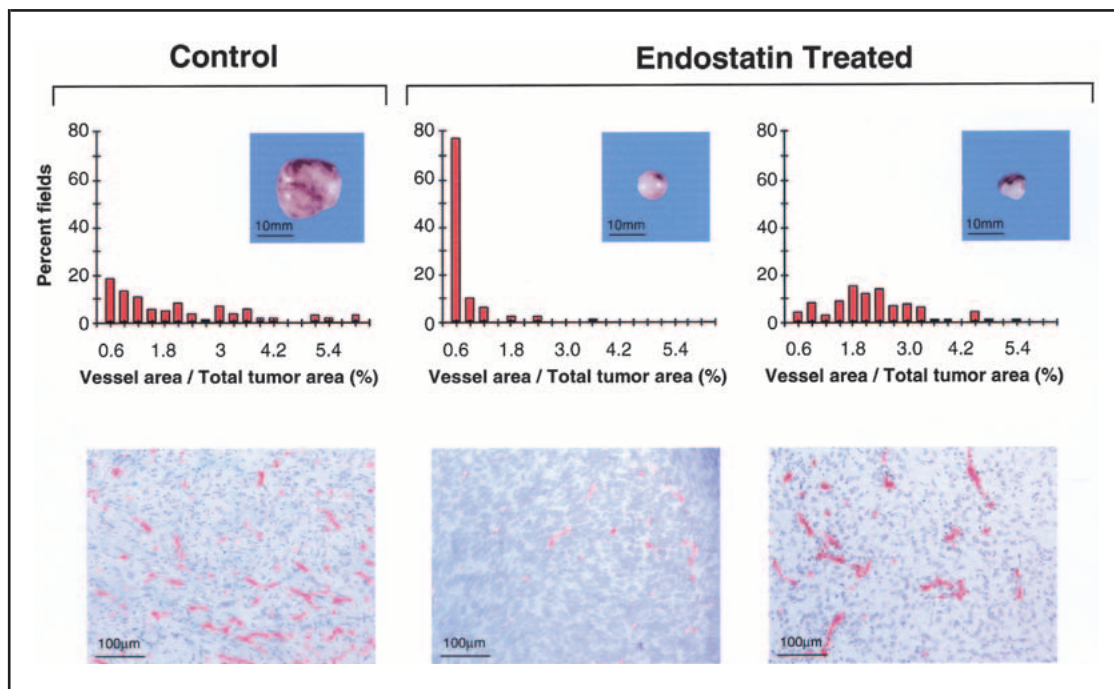 Control
Endostatin Treated
Percent fields
80
60
40
20
0
10mm
0.6 1.8 3 4.2 5.4
Vessel area / Total tumor area (%)
80
60
40
20
0
10mm
0.6 1.8 3.0 4.2 5.4
Vessel area / Total tumor area (%)
80
60
40
20
0
10mm
0.6 1.8 3.0 4.2 5.4
Vessel area / Total tumor area (%)
100μm
100μm
100μm